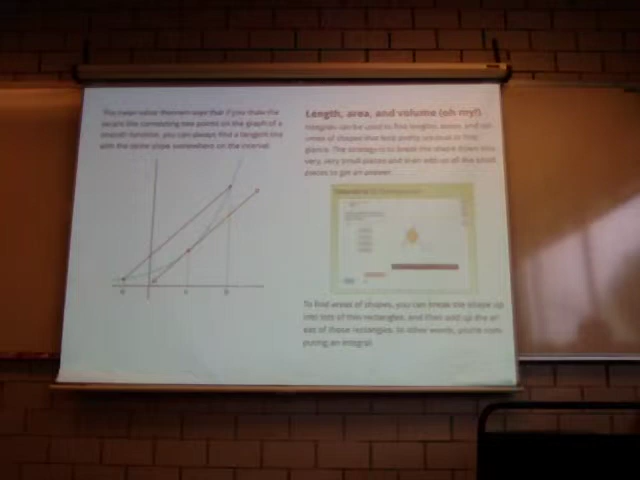 The mean value theorem says that if you take the
secant line connecting two points on the graph of a
smooth function, you can always find a tangent line
with the same slope somewhere on the interval.
Length, area, and volume (oh my!)
Integrals can be used to find lengths, areas, and vol-
umes of shapes that
glance. The strategy is to break the shape down into
very, very small pieces and then add up all the small
pieces to get an answer.
To find areas of shapes, you can break the shape up
into lots of thin rectangles, and then add up the ar-
eas of those rectangles. In other words, you're com-
puting an integral.